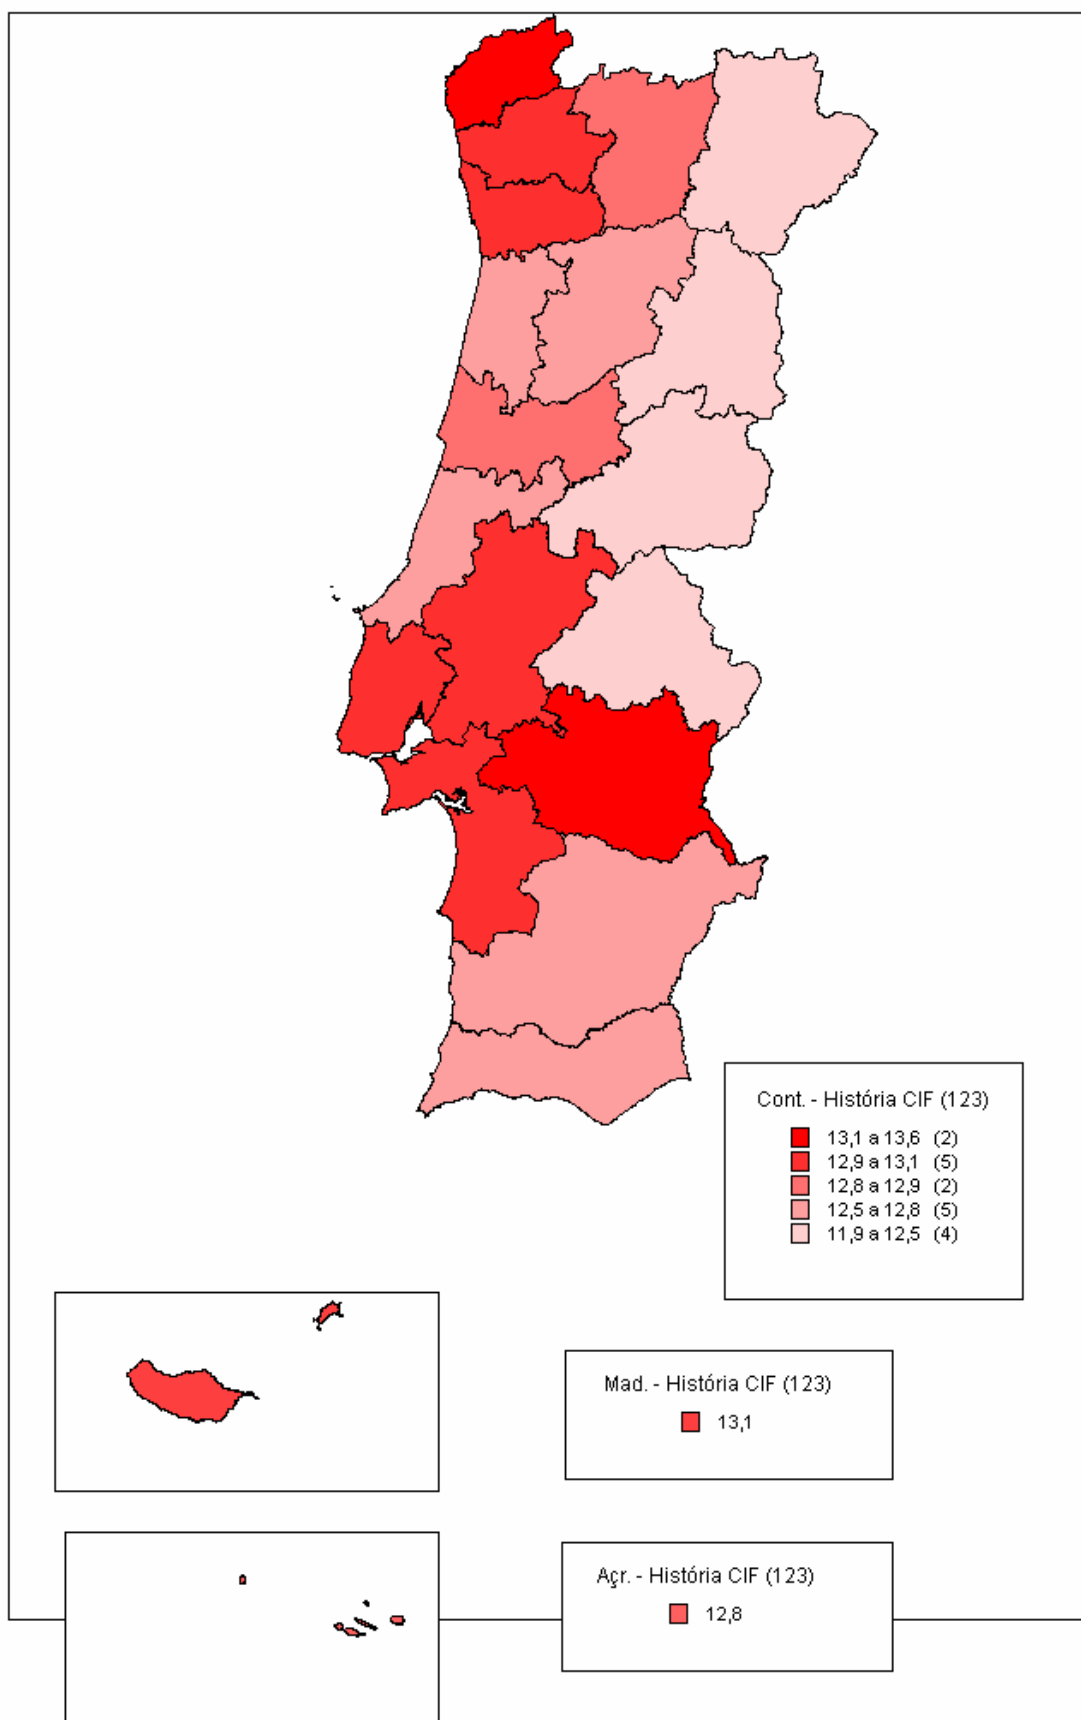 Cont. - História CIF (123)
13,1 a 13,6 (2)
12,9 a 13,1 (5)
12,8 a 12,9 (2)
12,5 a 12,8 (5)
11,9 a 12,5 (4)
Mad. - História CIF (123)
13,1
Açr. - História CIF (123)
12,8